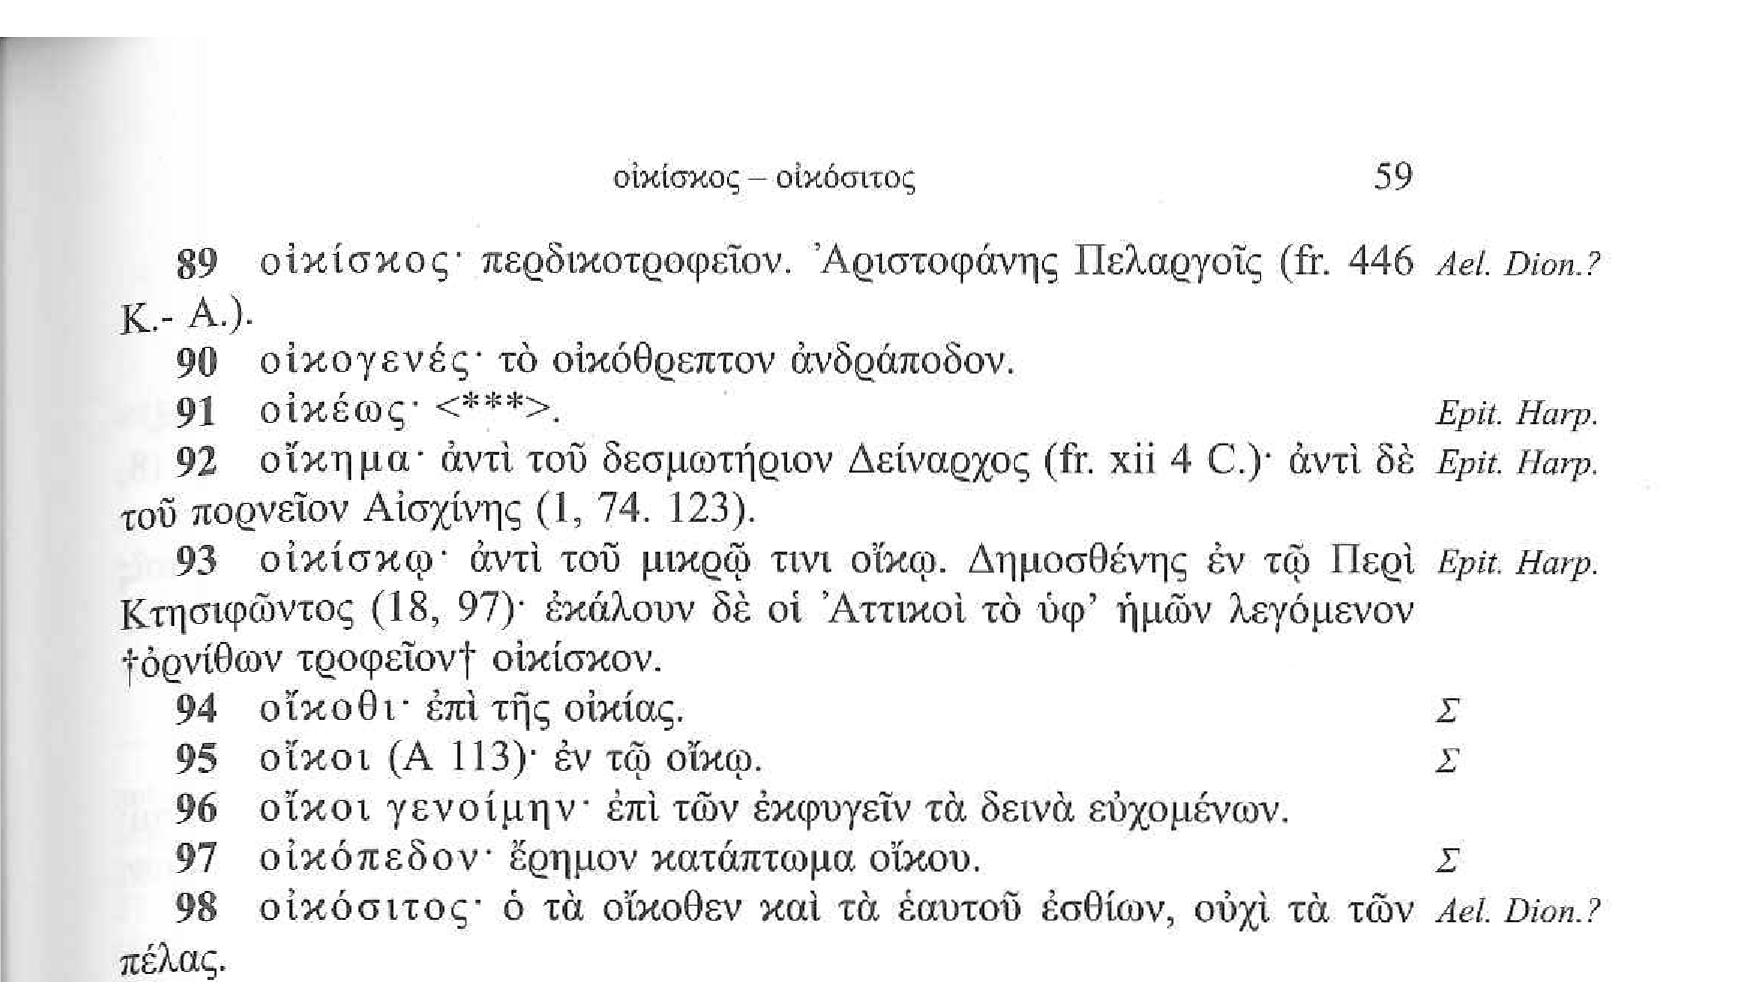 οἰκίσκος – οἰκόσιτος 59
89 οἰκίσκος· περδικοτροφεῖον. Ἀριστοφάνης Πελαργοῖς (fr. 446 Ael. Dion.?
K.- A.).
90 οἰκογενές· τὸ οἰκόθρεπτον ἀνδράποδον.
91 οἰκέως· <***>. Epit. Harp.
92 οἴκημα· ἀντὶ τοῦ δεσμωτήριον Δείναρχος (fr. xii 4 C.)· ἀντὶ δὲ Epit. Harp.
τοῦ πορνεῖον Αἰσχίνης (1, 74. 123).
93 οἰκίσκῳ· ἀντὶ τοῦ μικρῷ τινι οἴκῳ. Δημοσθένης ἐν τῷ Περὶ Epit. Harp.
Κτησιφῶντος (18, 97)· ἐκάλουν δὲ οἱ Ἀττικοὶ τὸ ὑφ’ ἡμῶν λεγόμενον
†ὀρνίθων τροφεῖον† οἰκίσκον.
94 οἴκοθι· ἐπὶ τῆς οἰκίας. Σ
95 οἴκοι (Α 113)· ἐν τῷ οἴκῳ. Σ
96 οἴκοι γενοίμην· ἐπὶ τῶν ἐκφυγεῖν τὰ δεινὰ εὐχομένων.
97 οἰκόπεδον· ἔρημον κατάπτωμα οἴκου. Σ
98 οἰκόσιτος· ὁ τὰ οἴκοθεν καὶ τὰ ἑαυτοῦ ἐσθίων, οὐχὶ τὰ τῶν Ael. Dion.?
πέλας.